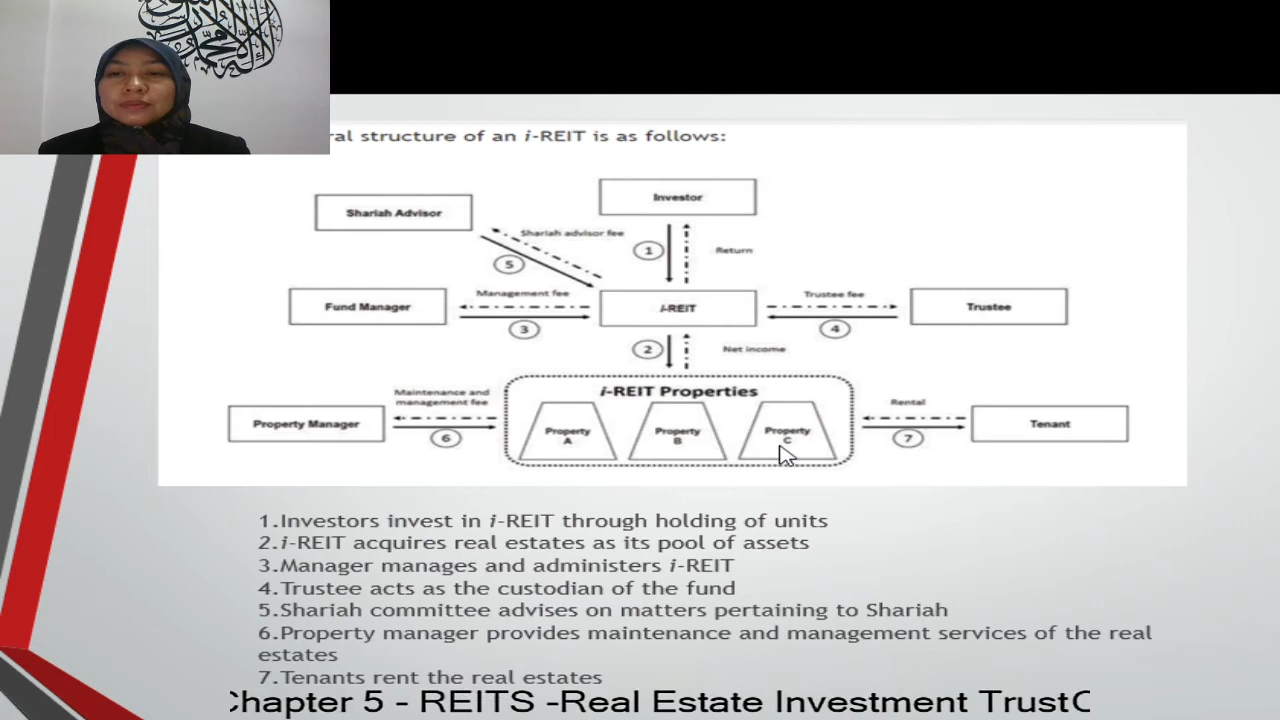 ral structure of an i-REIT is as follows:
Investor
Shariah Advisor
Shariah advisor fee
1
Return
5
Management fee
Trustee fee
Fund Manager
i-REIT
Trustee
3
4
2
Net income
Maintenance and
management fee
i-REIT Properties
Rental
Property Manager
Property
A
Property
B
Property
C
Tenant
6
7
1.Investors invest in i-REIT through holding of units
2.i-REIT acquires real estates as its pool of assets
3.Manager manages and administers i-REIT
4.Trustee acts as the custodian of the fund
5.Shariah committee advises on matters pertaining to Shariah
6.Property manager provides maintenance and management services of the real
estates
7.Tenants rent the real estates
Chapter 5 - REITS -Real Estate Investment TrustC